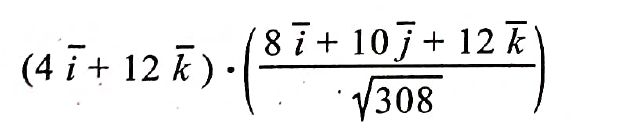 (4 i̅ + 12 k̅) · ((8 i̅ + 10 j̅ + 12 k̅) / √308)